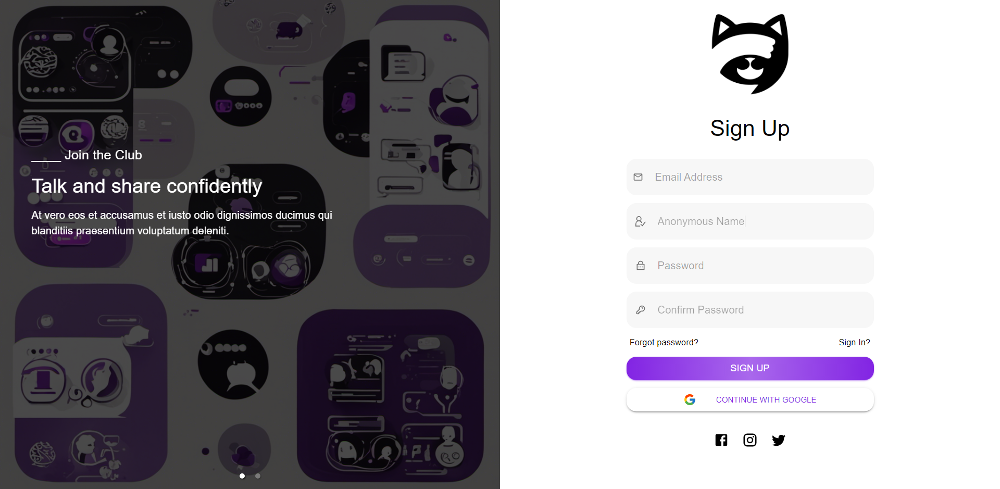 ____ Join the Club
Talk and share confidently
At vero eos et accusamus et iusto odio dignissimos ducimus qui
blanditiis praesentium voluptatum deleniti.
Sign Up
Email Address
Anonymous Name
Password
Confirm Password
Forgot password?
Sign In?
SIGN UP
CONTINUE WITH GOOGLE